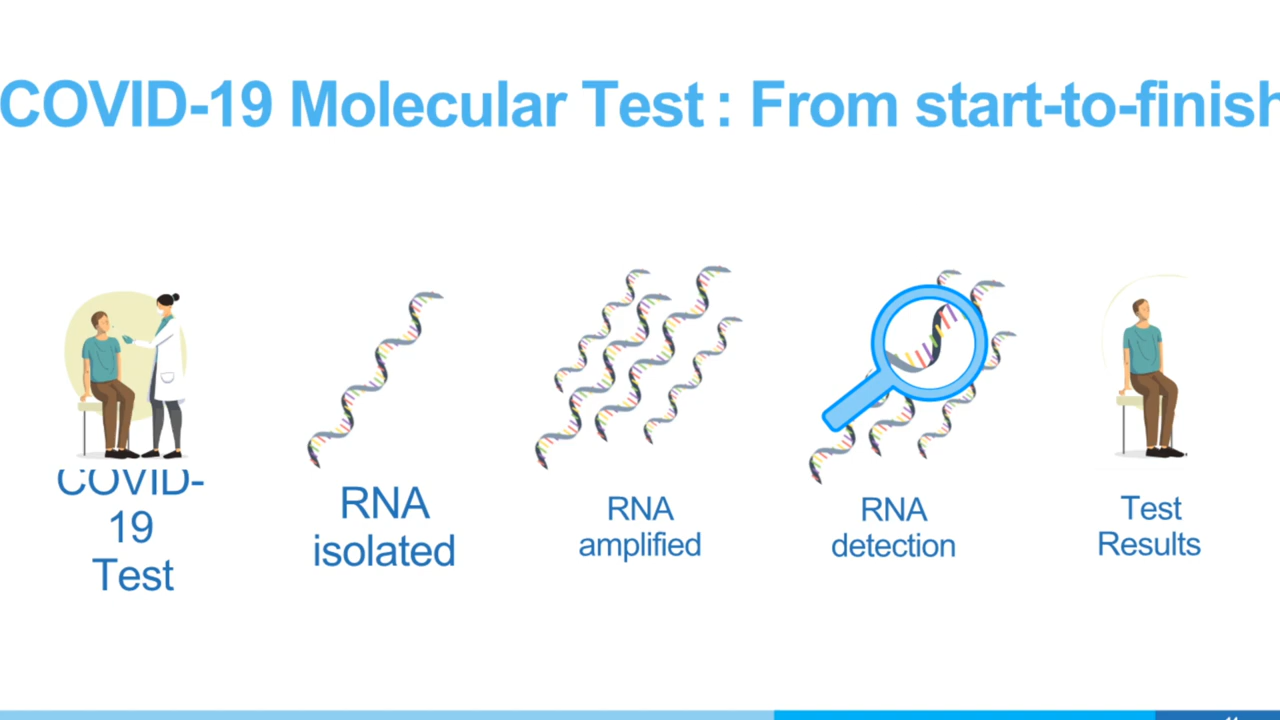 COVID-19 Molecular Test : From start-to-finish
COVID-
19
Test
RNA
isolated
RNA
amplified
RNA
detection
Test
Results